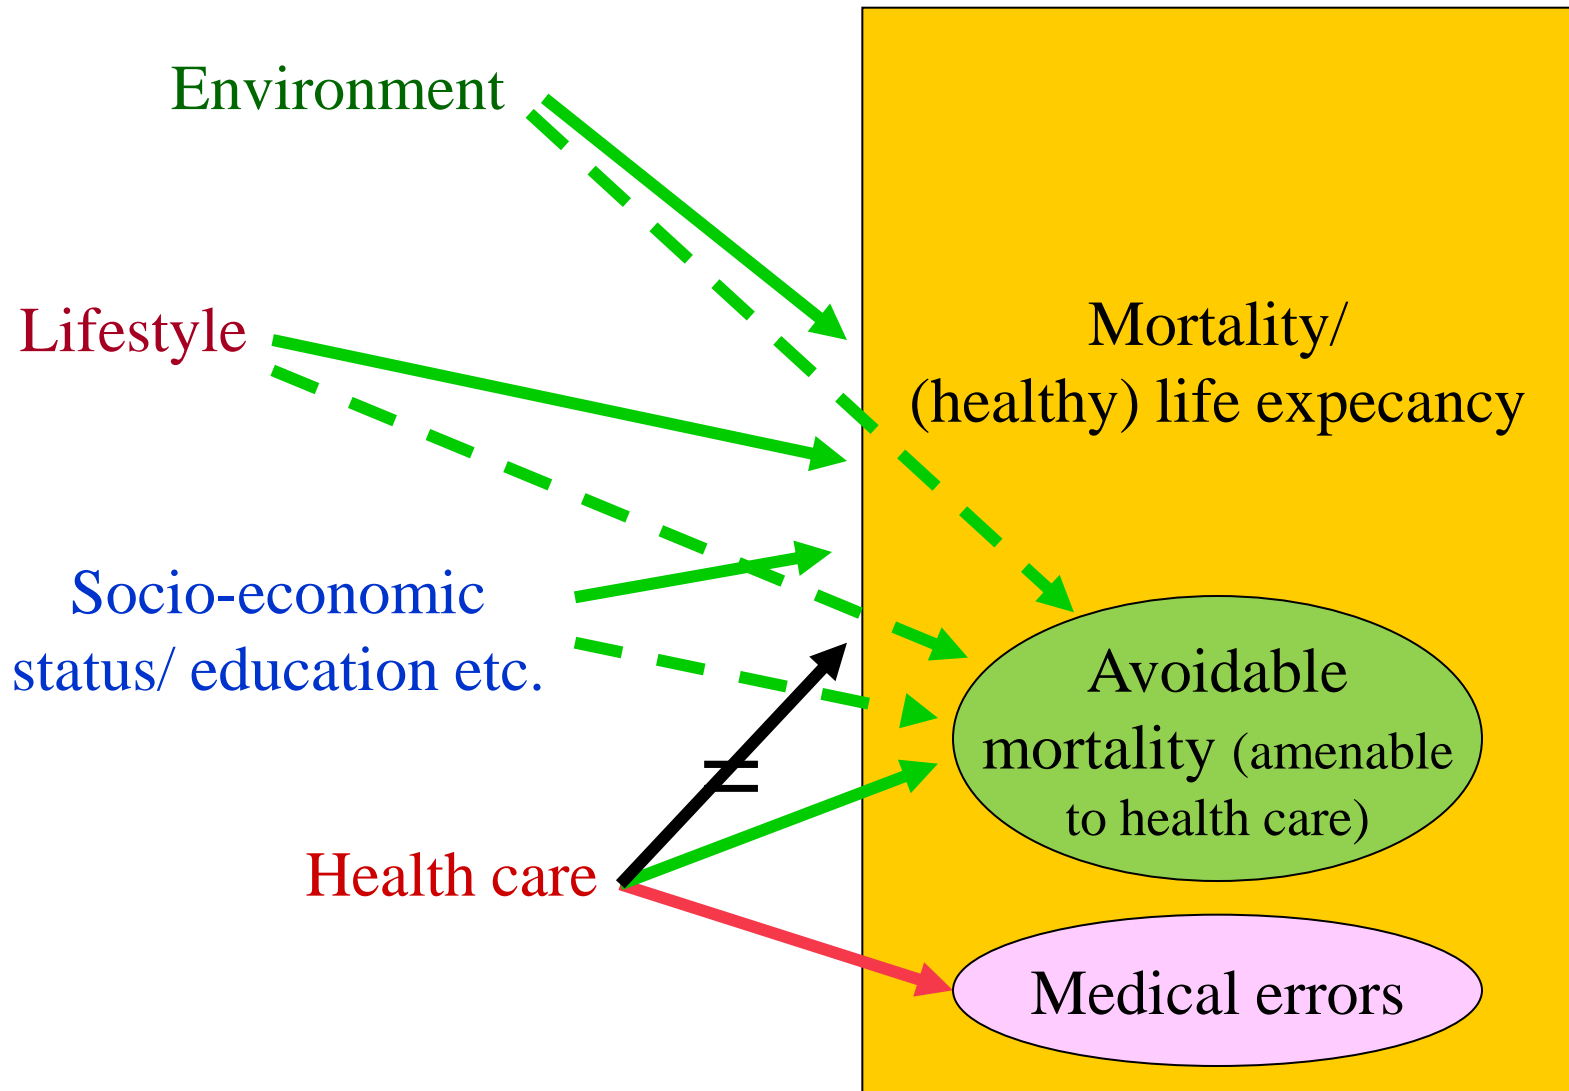 Environment
Lifestyle
Socio-economic
status/ education etc.
Health care
Mortality/
(healthy) life expecancy
Avoidable
mortality (amenable
to health care)
Medical errors